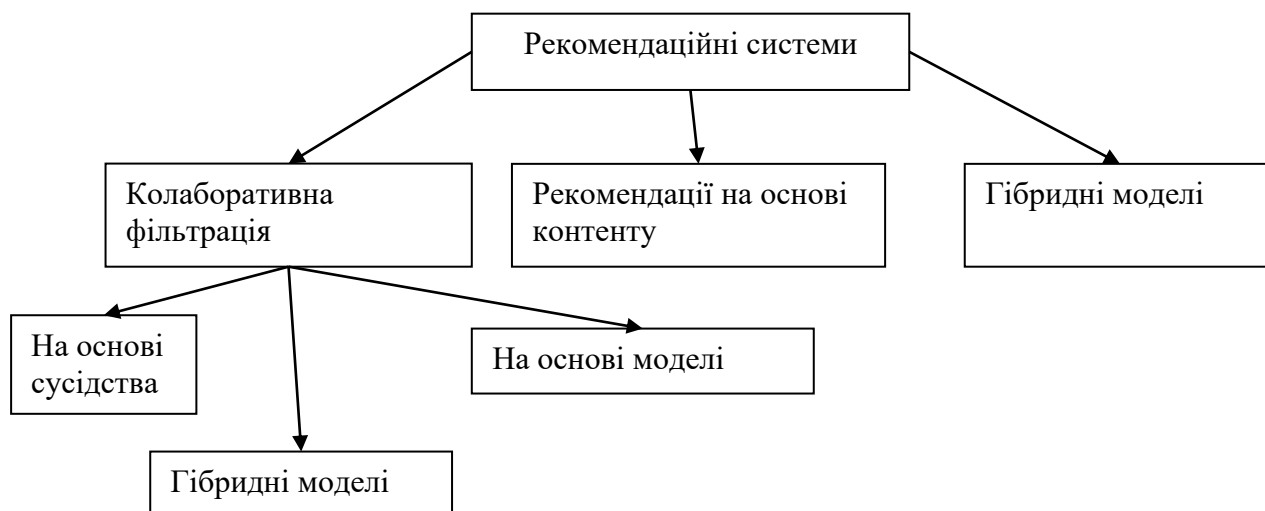 Рекомендаційні системи
Колаборативна
фільтрація
Рекомендації на основі
контенту
Гібридні моделі
На основі
сусідства
На основі моделі
Гібридні моделі